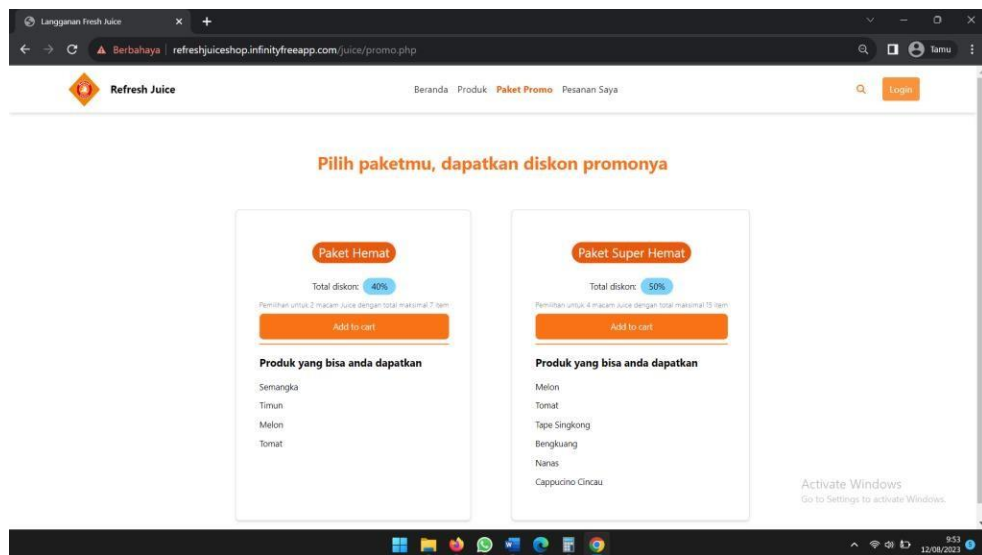 Langganan Fresh Juice
Berbahaya refreshjuiceshop.infinityfreeapp.com/juice/promo.php
Tamu
Refresh Juice
Beranda Produk Paket Promo Pesanan Saya
Login
Pilih paketmu, dapatkan diskon promonya
Paket Hemat
Total diskon: 40%
Pemilihan untuk 2 macam Juice dengan total maksimal 7 item
Add to cart
Produk yang bisa anda dapatkan
Semangka
Timun
Melon
Tomat
Paket Super Hemat
Total diskon: 50%
Pemilihan untuk 4 macam Juice dengan total maksimal 15 item
Add to cart
Produk yang bisa anda dapatkan
Melon
Tomat
Tape Singkong
Bengkuang
Nanas
Cappucino Cincau
Activate Windows
Go to Settings to activate Windows.
9:53
12/08/2023